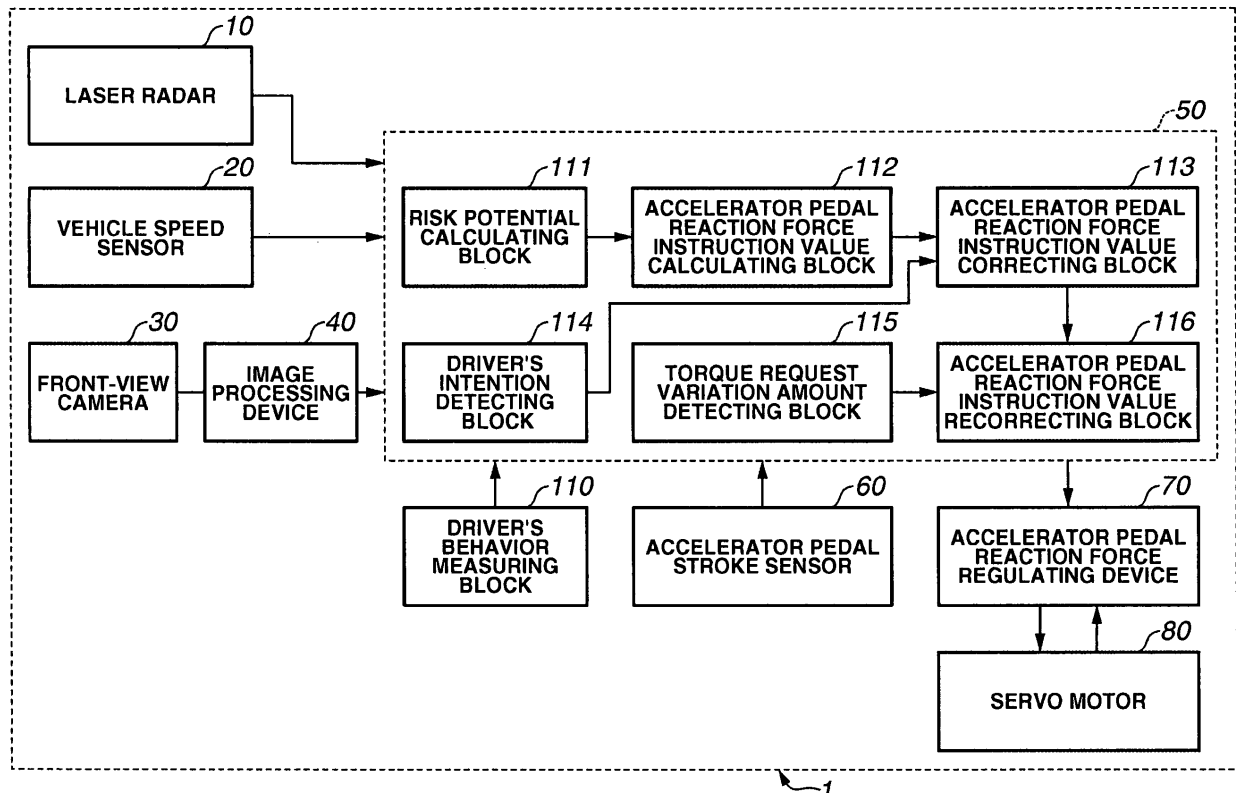 10
LASER RADAR
50
20
VEHICLE SPEED
SENSOR
111
RISK POTENTIAL
CALCULATING
BLOCK
112
ACCELERATOR PEDAL
REACTION FORCE
INSTRUCTION VALUE
CALCULATING BLOCK
113
ACCELERATOR PEDAL
REACTION FORCE
INSTRUCTION VALUE
CORRECTING BLOCK
30
FRONT-VIEW
CAMERA
40
IMAGE
PROCESSING
DEVICE
114
DRIVER'S
INTENTION
DETECTING
BLOCK
115
TORQUE REQUEST
VARIATION AMOUNT
DETECTING BLOCK
116
ACCELERATOR PEDAL
REACTION FORCE
INSTRUCTION VALUE
RECORRECTING BLOCK
110
DRIVER'S
BEHAVIOR
MEASURING
BLOCK
60
ACCELERATOR PEDAL
STROKE SENSOR
70
ACCELERATOR PEDAL
REACTION FORCE
REGULATING DEVICE
80
SERVO MOTOR
1